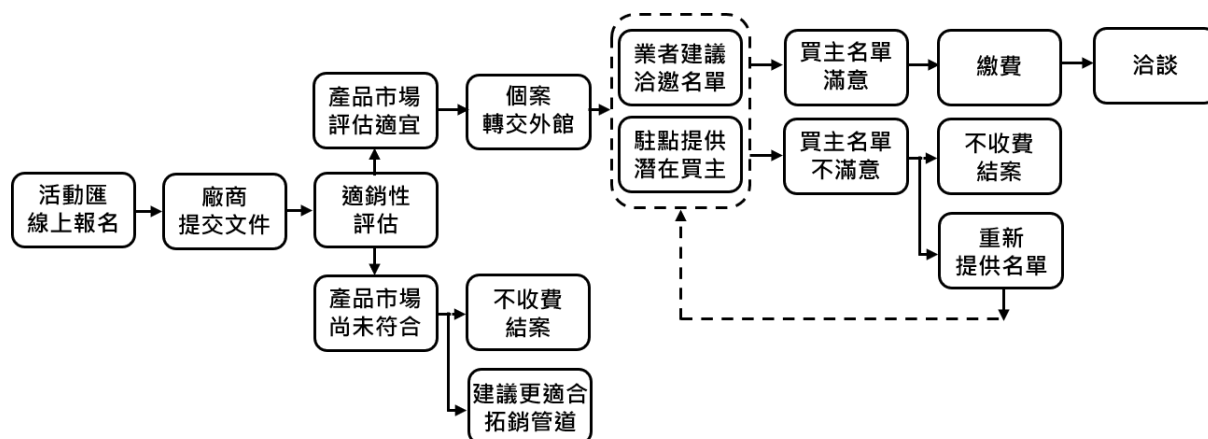 活動匯
線上報名
廠商
提交文件
適銷性
評估
產品市場
評估適宜
個案
轉交外館
業者建議
洽邀名單
駐點提供
潛在買主
買主名單
滿意
繳費
洽談
買主名單
不滿意
不收費
結案
重新
提供名單
產品市場
尚未符合
不收費
結案
建議更適合
拓銷管道